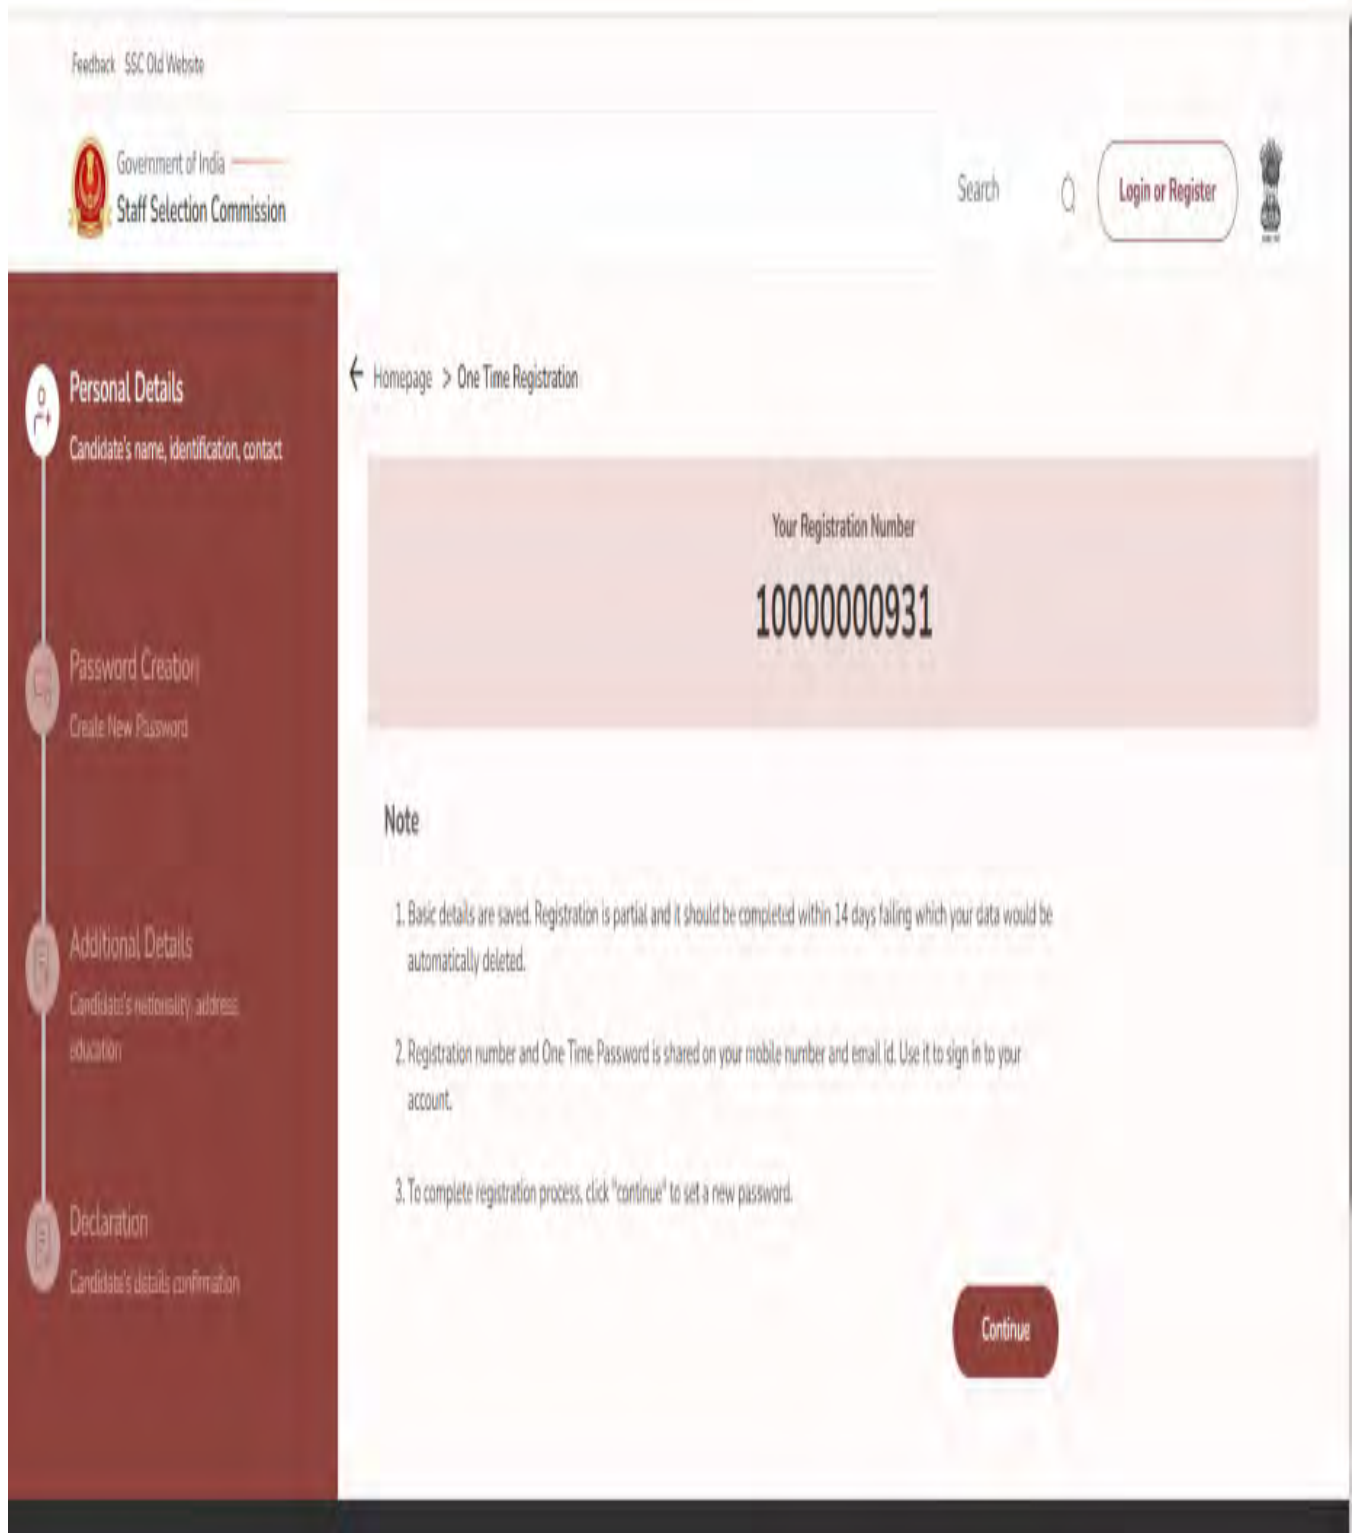 Feedback SSC Old Website
Government of India
Staff Selection Commission
Search
Login or Register
Personal Details
Candidate's name, identification, contact
Password Creation
Create New Password
Additional Details
Candidate's nationality, address,
education
Declaration
Candidate's details confirmation
Homepage > One Time Registration
Your Registration Number
10000000931
Note
1. Basic details are saved. Registration is partial and it should be completed within 14 days failing which your data would be
automatically deleted.
2. Registration number and One Time Password is shared on your mobile number and email id. Use it to sign in to your
account.
3. To complete registration process, click "continue" to set a new password.
Continue